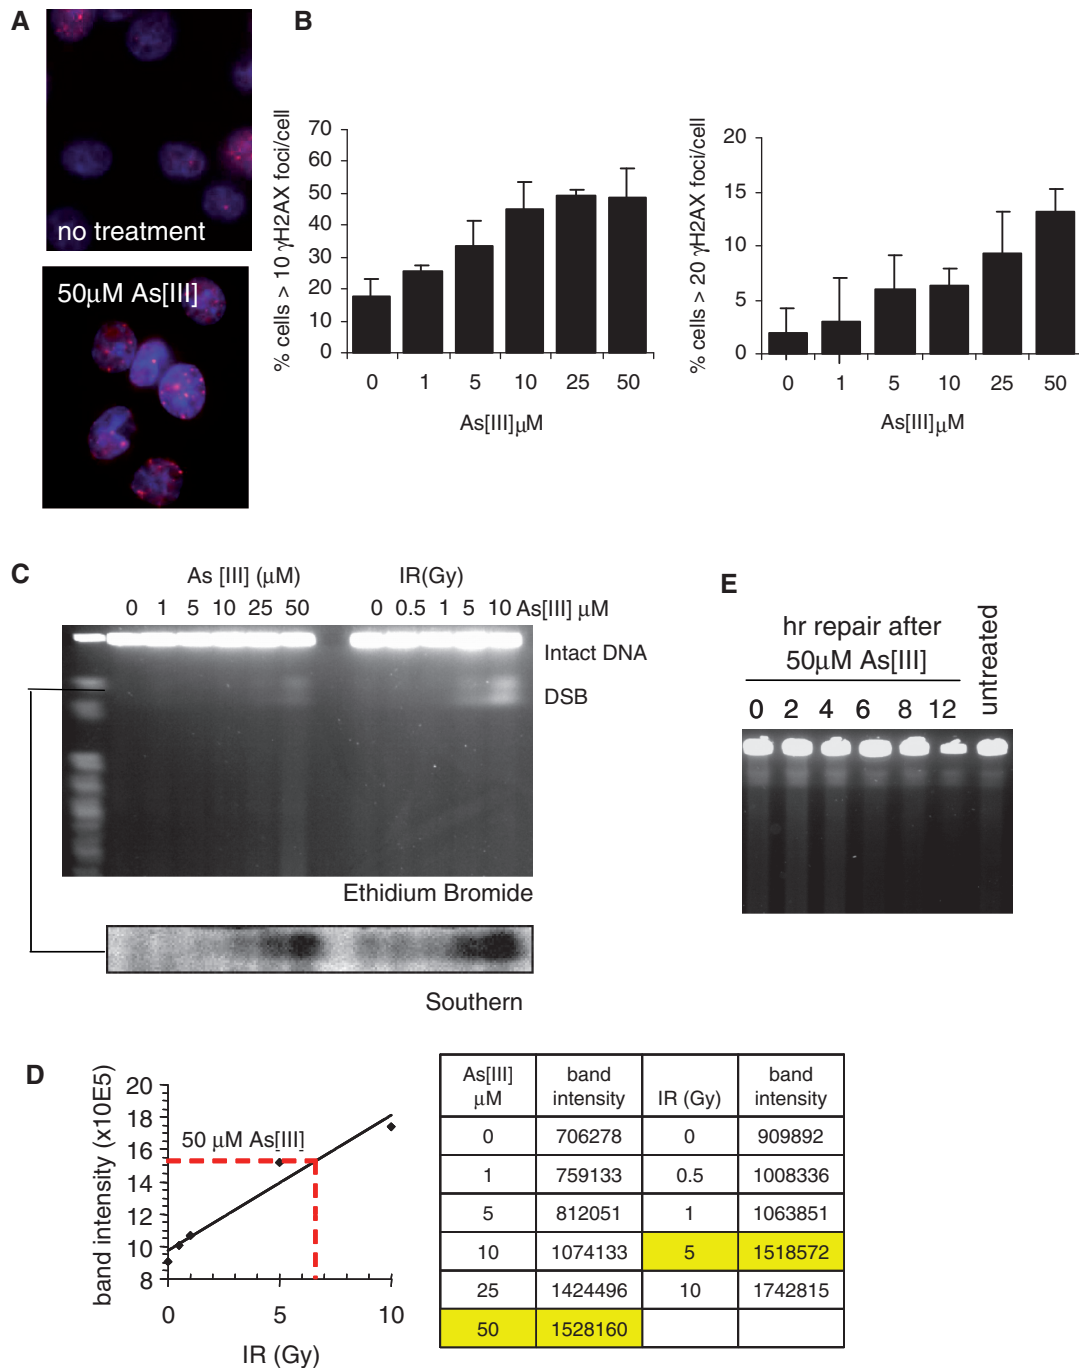 A
no treatment
50μM As[III]
B
% cells > 10 γH2AX foci/cell
70
60
50
40
30
20
10
0
0 1 5 10 25 50
As[III]μM
% cells > 20 γH2AX foci/cell
20
15
10
5
0
0 1 5 10 25 50
As[III]μM
C
As [III] (μM) IR(Gy)
0 1 5 10 25 50 0 0.5 1 5 10 As[III] μM
Intact DNA
DSB
Ethidium Bromide
Southern
E
hr repair after
50μM As[III]
0 2 4 6 8 12 untreated
D
band intensity (x10E5)
20
18
16
14
12
10
8
50 μM As[III]
0 5 10
IR (Gy)
As[III] μM band intensity IR (Gy) band intensity
0 706278 0 909892
1 759133 0.5 1008336
5 812051 1 1063851
10 1074133 5 1518572
25 1424496 10 1742815
50 1528160